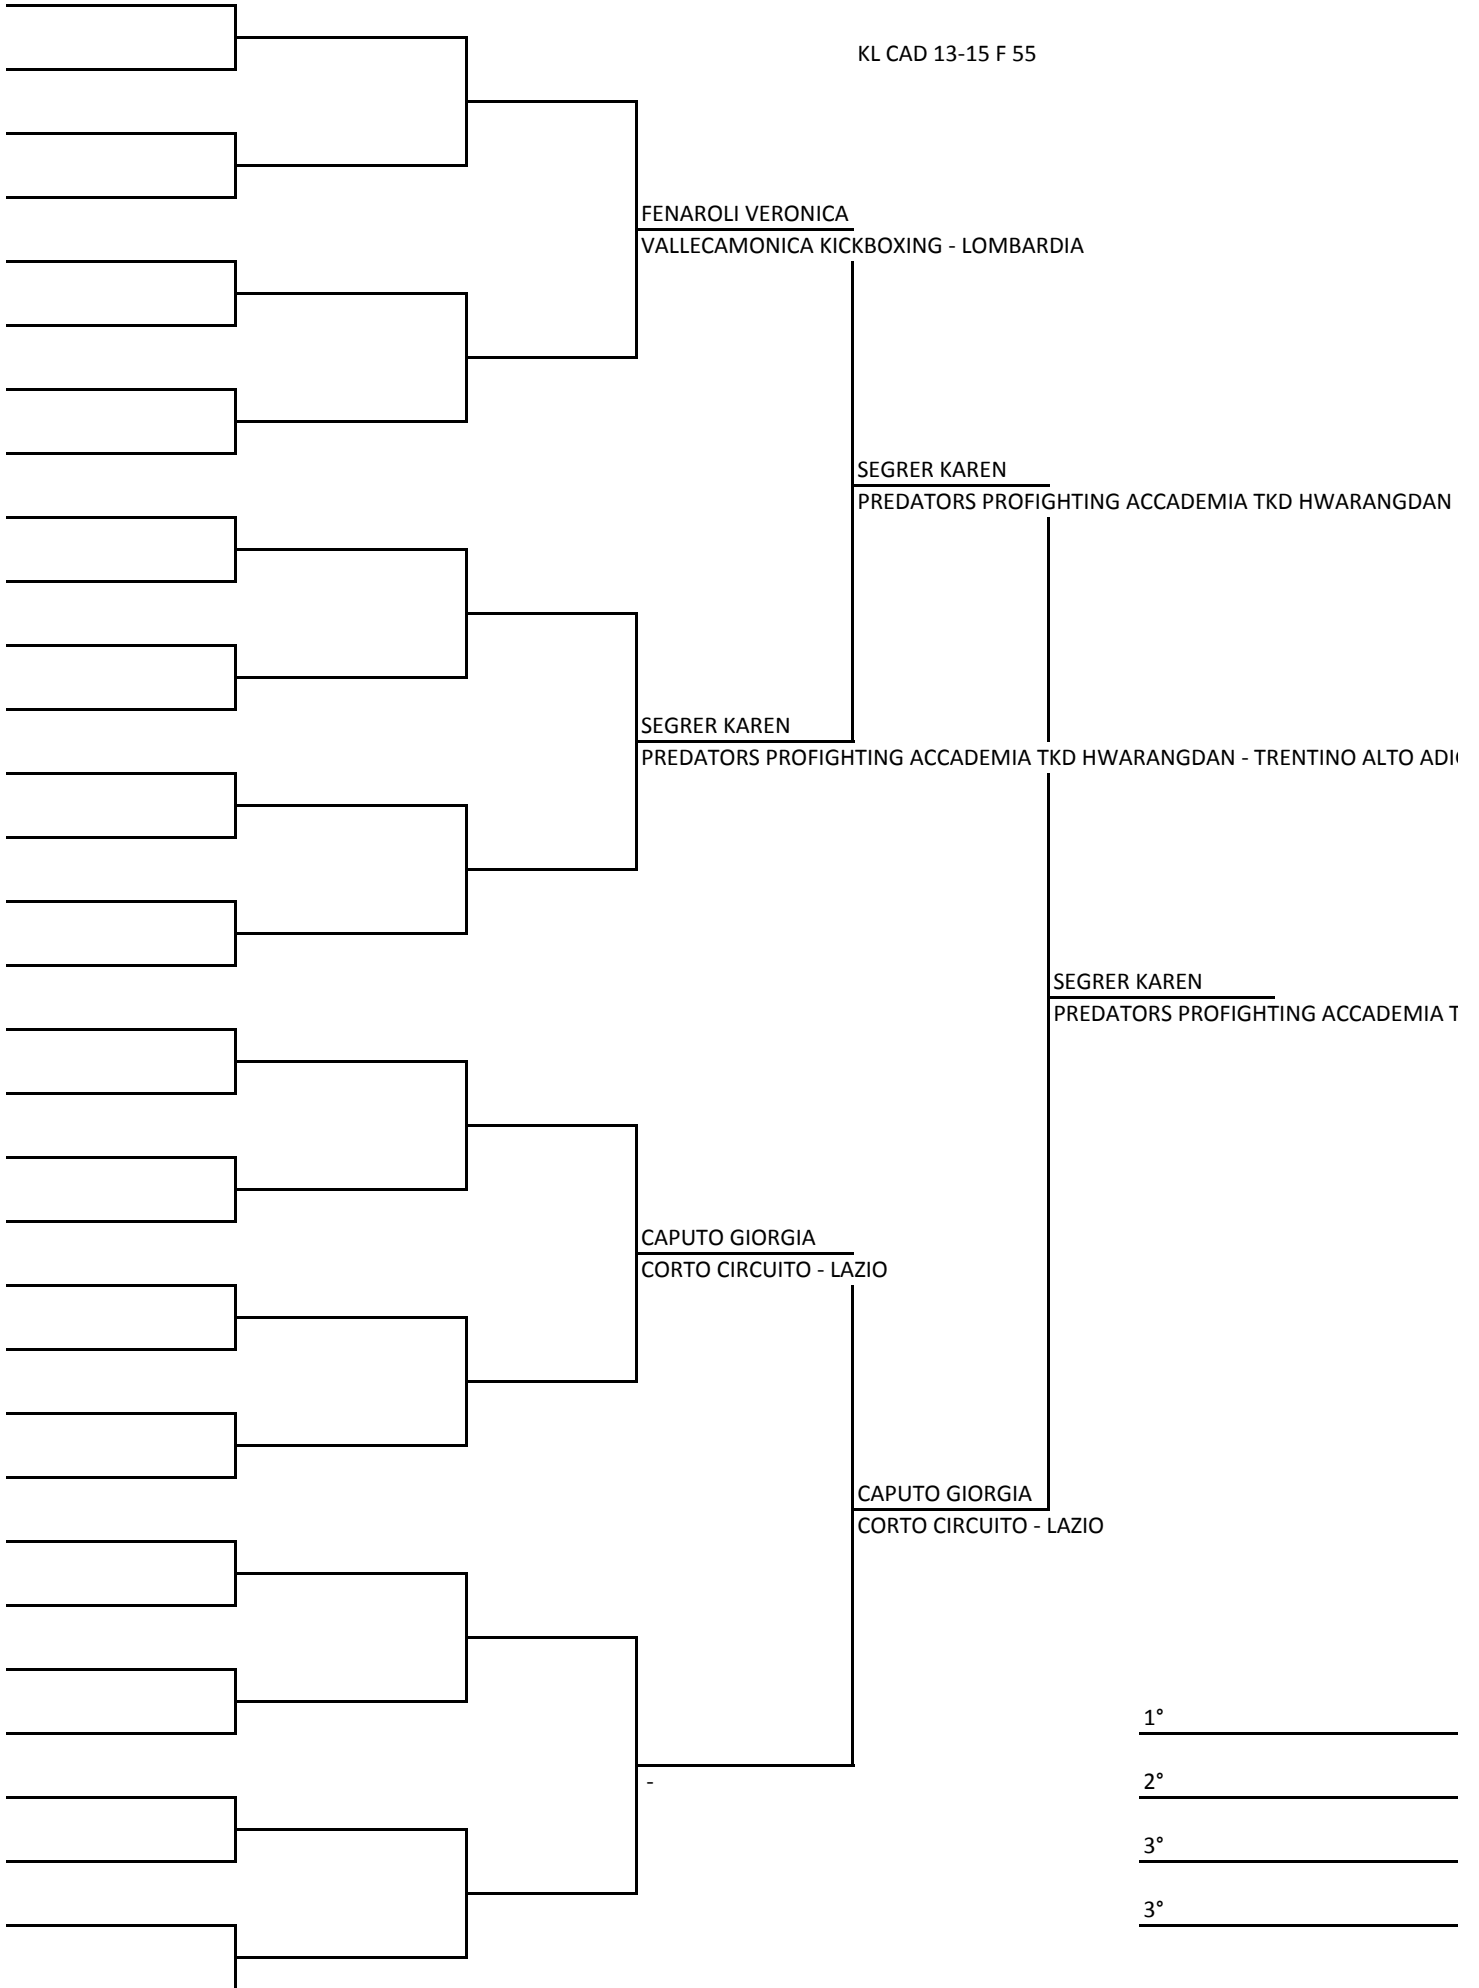 KL CAD 13-15 F 55
FENAROLI VERONICA
VALLECAMONICA KICKBOXING - LOMBARDIA
SEGRER KAREN
PREDATORS PROFIGHTING ACCADEMIA TKD HWARANGDAN
SEGRER KAREN
PREDATORS PROFIGHTING ACCADEMIA TKD HWARANGDAN - TRENTINO ALTO ADI
SEGRER KAREN
PREDATORS PROFIGHTING ACCADEMIA T
CAPUTO GIORGIA
CORTO CIRCUITO - LAZIO
CAPUTO GIORGIA
CORTO CIRCUITO - LAZIO
1°
-
2°
3°
3°